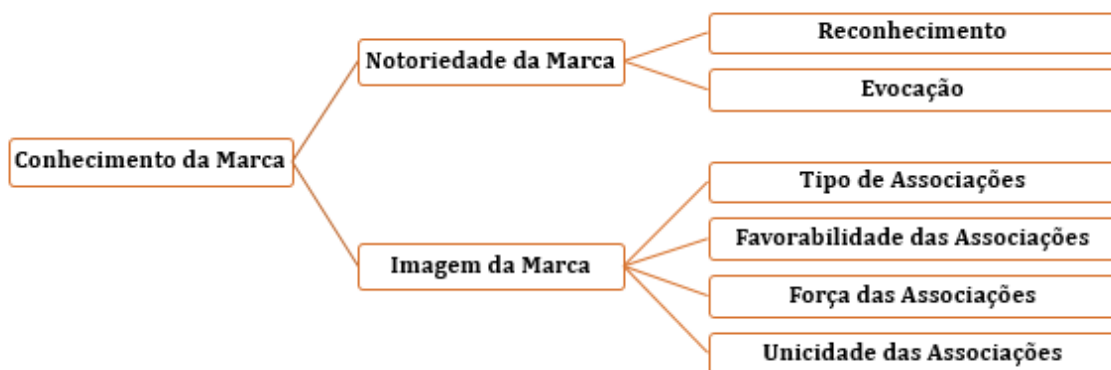 Conhecimento da Marca
Notoriedade da Marca
Reconhecimento
Evocação
Imagem da Marca
Tipo de Associações
Favorabilidade das Associações
Força das Associações
Unicidade das Associações